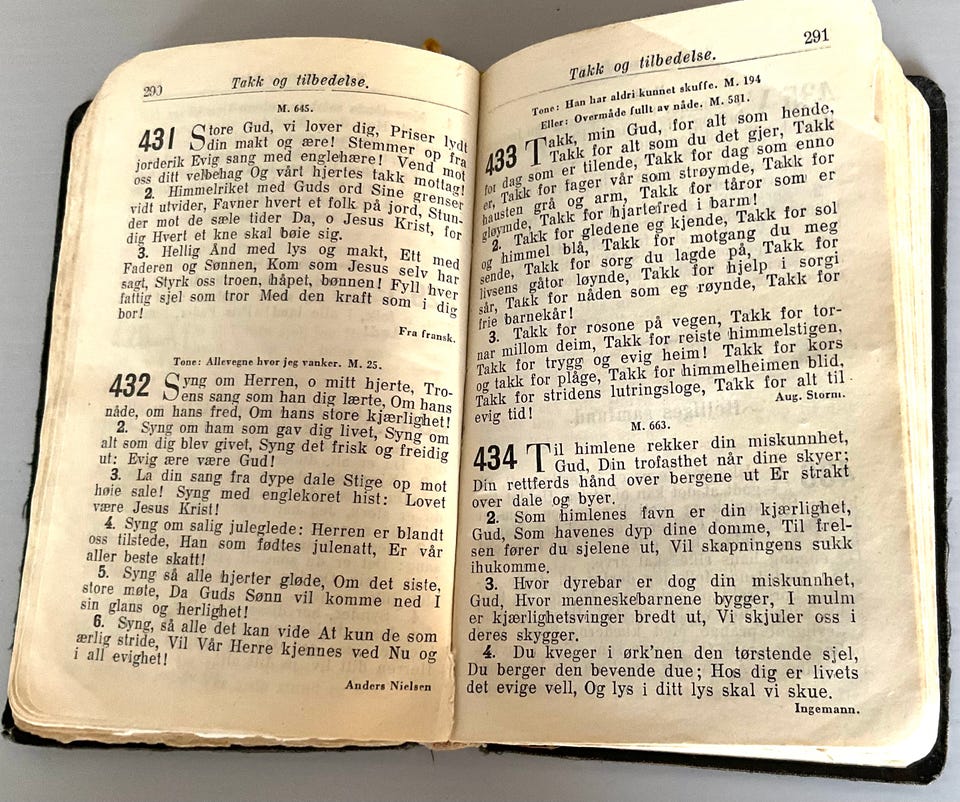 290
Takk og tilbedelse.
M. 645.
431 Store Gud, vi lover dig, Priser lydt
din makt og ære! Stemmer op fra
jorderik Evig sang med englehære! Vend mot
oss ditt velbehag Og vårt hjertes takk mottag!
2. Himmelriket med Guds ord Sine grenser
vidt utvider, Favner hvert et folk på jord, Stun-
der mot de sæle tider Da, o Jesus Krist, for
dig Hvert et kne skal bøie sig.
3. Hellig Ånd med lys og makt, Ett med
Faderen og Sønnen, Kom som Jesus selv har
sagt, Styrk oss troen, håpet, bønnen! Fyll hver
fattig sjel som tror Med den kraft som i dig
bor!
Fra fransk.
Tone: Allevegne hvor jeg vanker. M. 25.
432 Syng om Herren, o mitt hjerte, Tro-
ens sang som han dig lærte, Om hans
nåde, om hans fred, Om hans store kjærlighet!
2. Syng om ham som gav dig livet, Syng om
alt som dig blev givet, Syng det frisk og freidig
ut: Evig ære være Gud!
3. La din sang fra dype dale Stige op mot
høie sale! Syng med englekoret hist: Lovet
være Jesus Krist!
4. Syng om salig juleglede: Herren er blandt
oss tilstede, Han som fødtes julenatt, Er vår
aller beste skatt!
5. Syng så alle hjerter gløde, Om det siste,
store møte, Da Guds Sønn vil komme ned I
sin glans og herlighet!
6. Syng, så alle det kan vide At kun de som
ærlig stride, Vil Vår Herre kjennes ved Nu og
i all evighet!
Anders Nielsen
291
Takk og tilbedelse.
Tone: Han har aldri kunnet skuffe. M. 194
Eller: Overmåde fullt av nåde. M. 581.
433 Takk, min Gud, for alt som hende,
Takk for alt som du det gjer, Takk
for dag som er tilende, Takk for dag som enno
er, Takk for fager vår som strøymde, Takk for
hausten grå og arm, Takk for tåror som er
gløymde, Takk for hjartefred i barm!
2. Takk for gledene eg kjende, Takk for sol
og himmel blå, Takk for motgang du meg
sende, Takk for sorg du lagde på, Takk for
livsens gåtor løynde, Takk for hjelp i sorgi
sår, Takk for nåden som eg røynde, Takk for
frie barnekår!
3. Takk for rosone på vegen, Takk for tor-
nar millom deim, Takk for reiste himmelstigen,
Takk for trygg og evig heim! Takk for kors
og takk for plåge, Takk for himmelheimen blid,
Takk for stridens lutringsloge, Takk for alt til
evig tid!
Aug. Storm.
M. 663.
434 Til himlene rekker din miskunnhet,
Gud, Din trofasthet når dine skyer;
Din rettferds hånd over bergene ut Er strakt
over dale og byer.
2. Som himlenes favn er din kjærlighet,
Gud, Som havenes dyp dine domme, Til frel-
sen fører du sjelene ut, Vil skapningens sukk
ihukomme.
3. Hvor dyrebar er dog din miskunnhet,
Gud, Hvor menneskebarnene bygger, I mulm
er kjærlighetsvinger bredt ut, Vi skjuler oss i
deres skygger.
4. Du kveger i ørk'nen den tørstende sjel,
Du berger den bevende due; Hos dig er livets
det evige vell, Og lys i ditt lys skal vi skue.
Ingemann.